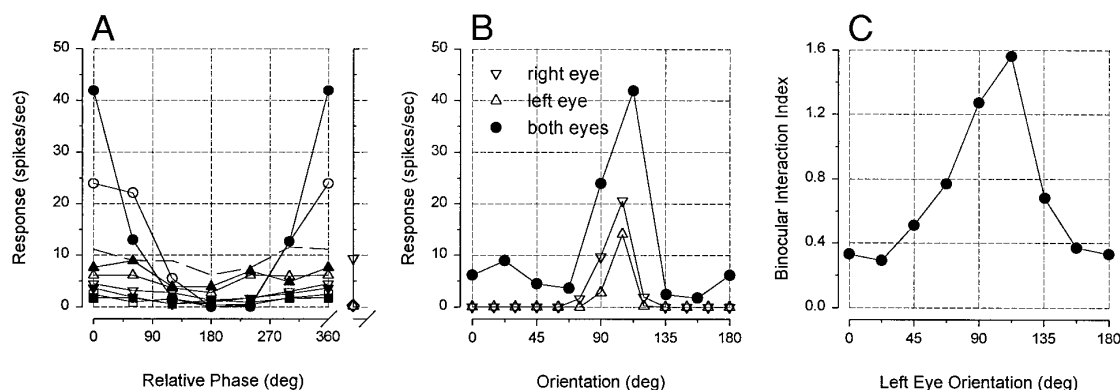 A
B
C
50
40
30
20
10
0
Response (spikes/sec)
0
90
180
270
360
Relative Phase (deg)
50
40
30
20
10
0
Response (spikes/sec)
right eye
left eye
both eyes
0
45
90
135
180
Orientation (deg)
1.6
1.2
0.8
0.4
0.0
Binocular Interaction Index
0
45
90
135
180
Left Eye Orientation (deg)